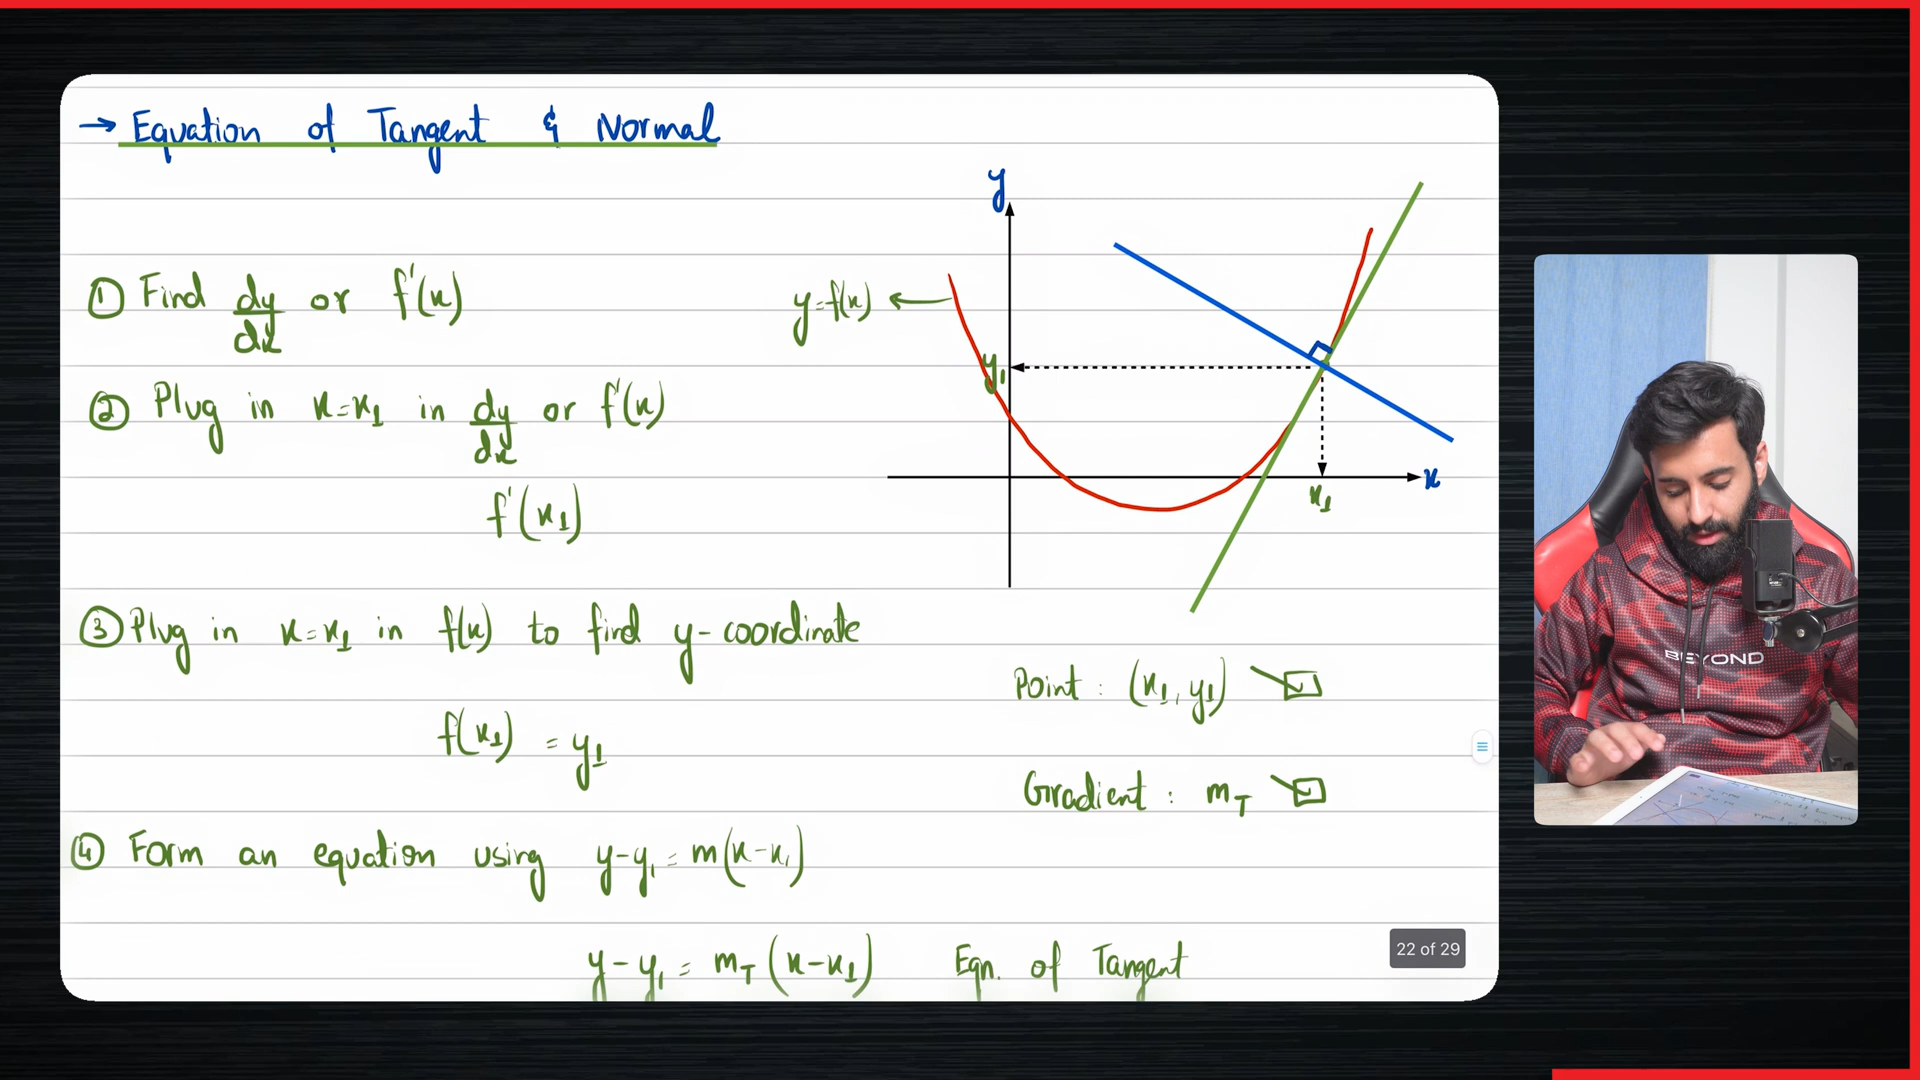 → Equation of Tangent & Normal
y
① Find dy/dx or f'(x)
y=f(x)
y₁
② Plug in x=x₁ in dy/dx or f'(x)
x
x₁
f'(x₁)
③ Plug in x=x₁ in f(x) to find y-coordinate
Point : (x₁, y₁)
f(x₁) = y₁
Gradient : m_T
④ Form an equation using y-y₁=m(x-x₁)
y-y₁ = m_T (x-x₁) Eqn. of Tangent
22 of 29
BEYOND